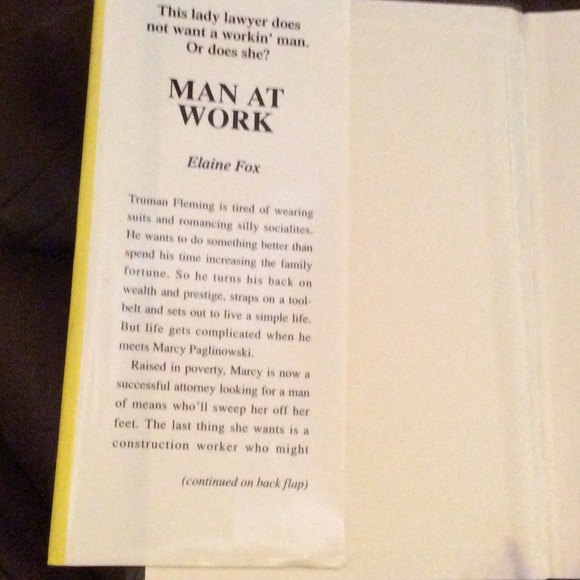 This lady lawyer does
not want a workin' man.
Or does she?
MAN AT
WORK
Elaine Fox
Truman Fleming is tired of wearing
suits and romancing silly socialites.
He wants to do something better than
spend his time increasing the family
fortune. So he turns his back on
wealth and prestige, straps on a tool-
belt and sets out to live a simple life.
But life gets complicated when he
meets Marcy Paglinowski.
Raised in poverty, Marcy is now a
successful attorney looking for a man
of means who'll sweep her off her
feet. The last thing she wants is a
construction worker who might
(continued on back flap)